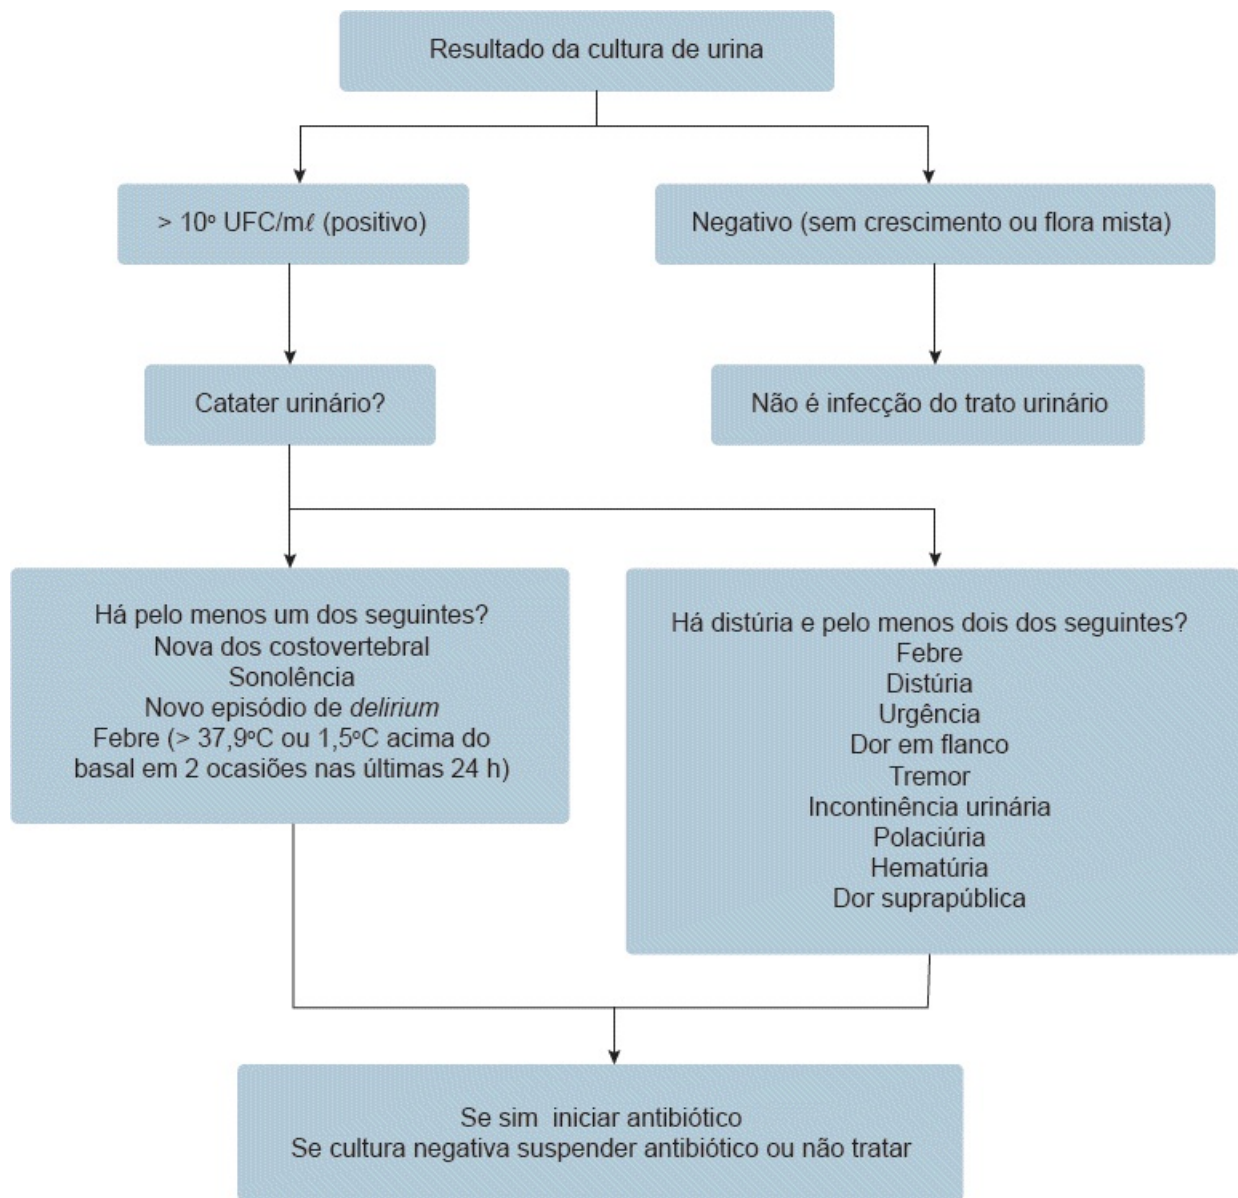 Resultado da cultura de urina
> 10º UFC/mℓ (positivo)
Negativo (sem crescimento ou flora mista)
Catater urinário?
Não é infecção do trato urinário
Há pelo menos um dos seguintes?
Nova dos costovertebral
Sonolência
Novo episódio de delirium
Febre (> 37,9ºC ou 1,5ºC acima do
basal em 2 ocasiões nas últimas 24 h)
Há distúria e pelo menos dois dos seguintes?
Febre
Distúria
Urgência
Dor em flanco
Tremor
Incontinência urinária
Polaciúria
Hematúria
Dor suprapública
Se sim iniciar antibiótico
Se cultura negativa suspender antibiótico ou não tratar